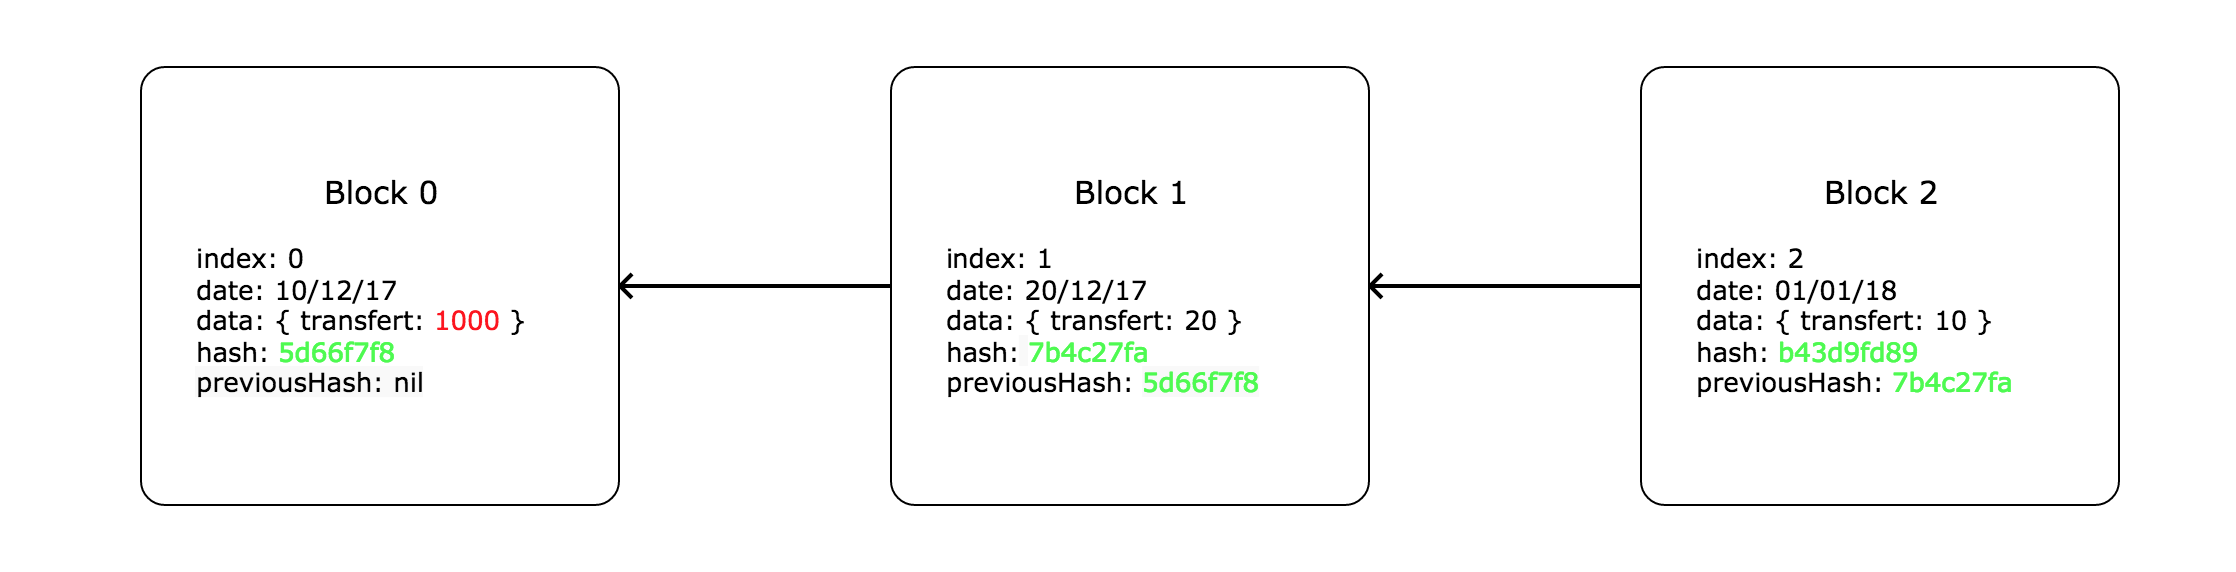 Block 0
index: 0
date: 10/12/17
data: { transfert: 1000 }
hash: 5d66f7f8
previousHash: nil
Block 1
index: 1
date: 20/12/17
data: { transfert: 20 }
hash: 7b4c27fa
previousHash: 5d66f7f8
Block 2
index: 2
date: 01/01/18
data: { transfert: 10 }
hash: b43d9fd89
previousHash: 7b4c27fa